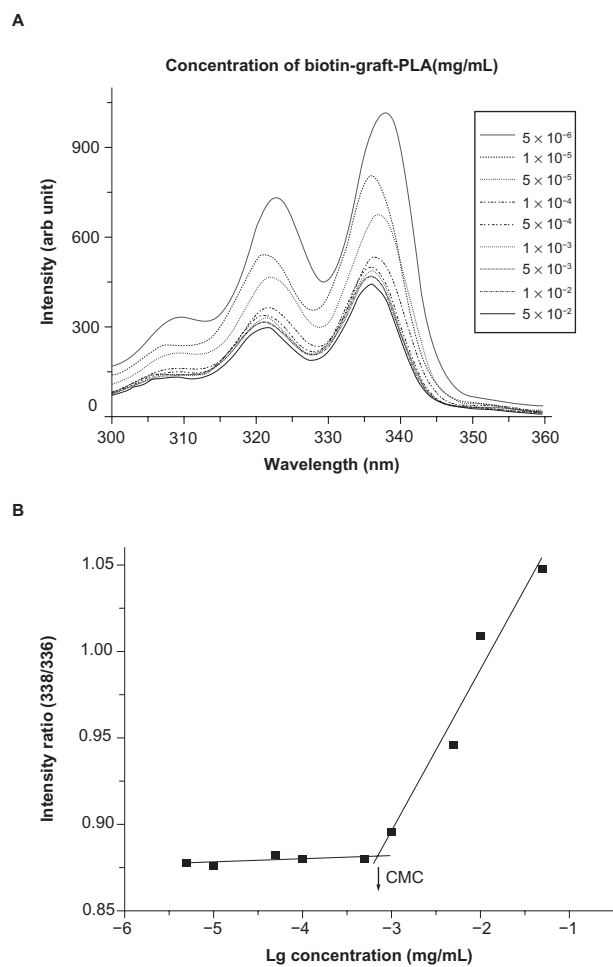 A
Concentration of biotin-graft-PLA(mg/mL)
900
600
300
0
Intensity (arb unit)
5 × 10⁻⁶
1 × 10⁻⁵
5 × 10⁻⁵
1 × 10⁻⁴
5 × 10⁻⁴
1 × 10⁻³
5 × 10⁻³
1 × 10⁻²
5 × 10⁻²
300 310 320 330 340 350 360
Wavelength (nm)
B
1.05
1.00
0.95
0.90
0.85
Intensity ratio (338/336)
CMC
−6 −5 −4 −3 −2 −1
Lg concentration (mg/mL)